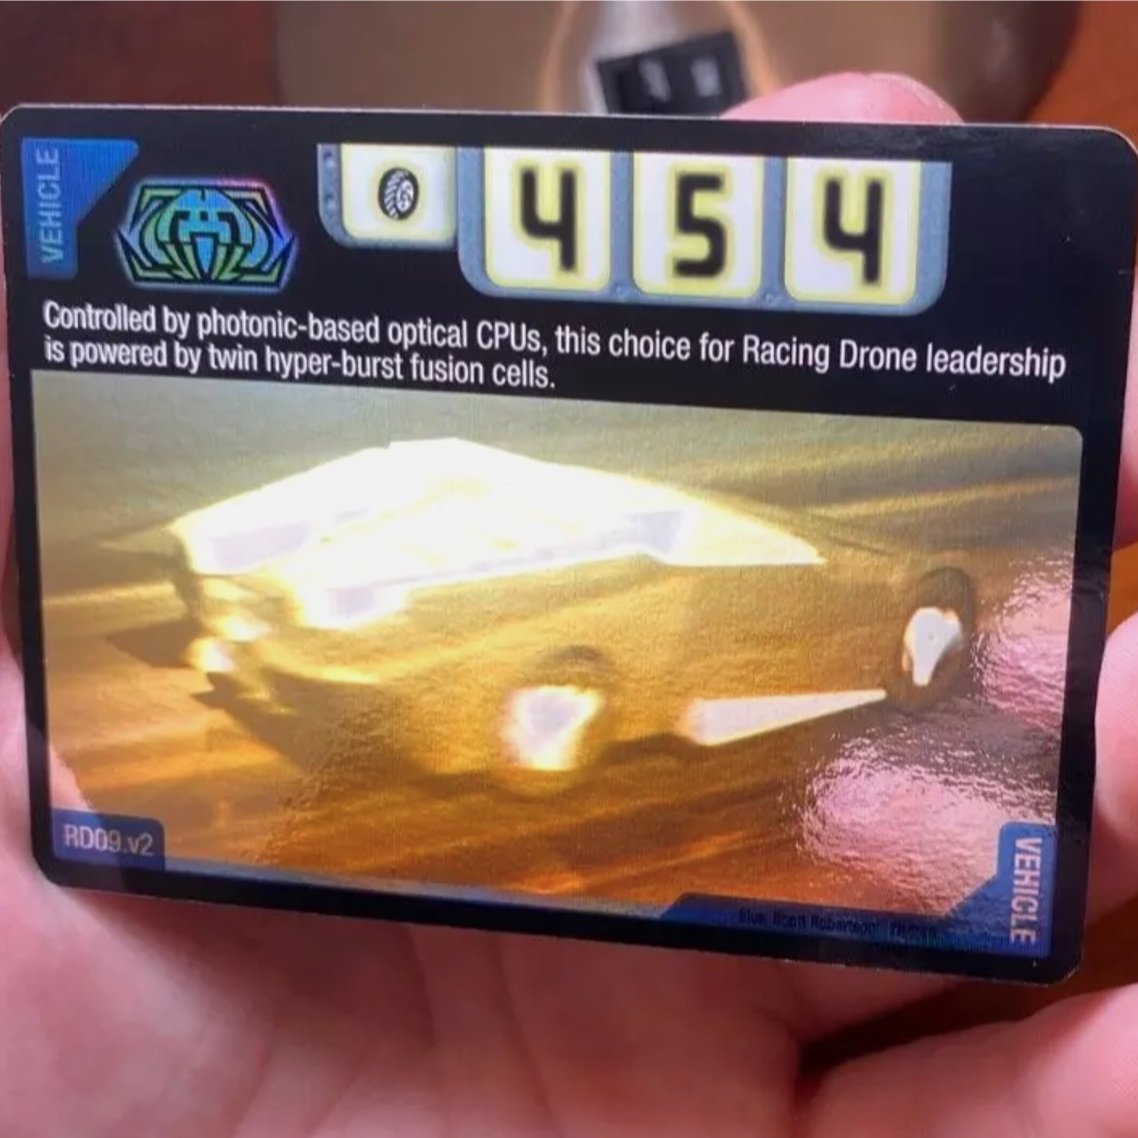 VEHICLE
6 4 5 4
Controlled by photonic-based optical CPUs, this choice for Racing Drone leadership
is powered by twin hyper-burst fusion cells.
RD09.v2
VEHICLE